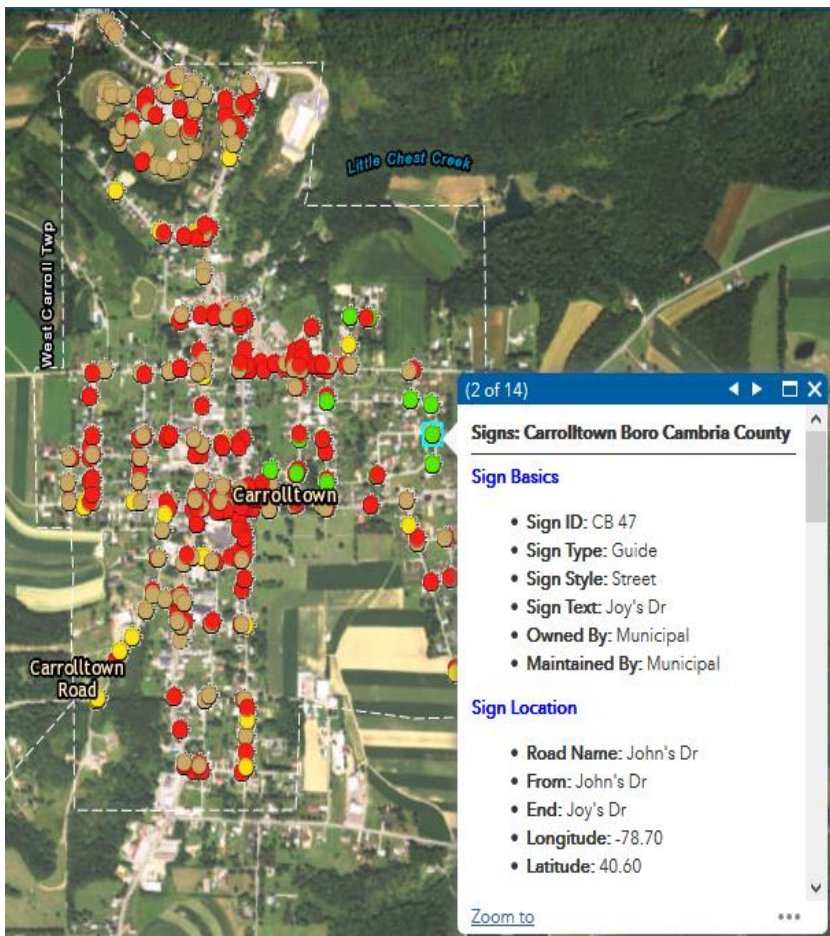 Little Chest Creek
West Carroll Twp
Carrolltown
Carrolltown
Road
(2 of 14)
Signs: Carrolltown Boro Cambria County
Sign Basics
• Sign ID: CB 47
• Sign Type: Guide
• Sign Style: Street
• Sign Text: Joy's Dr
• Owned By: Municipal
• Maintained By: Municipal
Sign Location
• Road Name: John's Dr
• From: John's Dr
• End: Joy's Dr
• Longitude: -78.70
• Latitude: 40.60
Zoom to